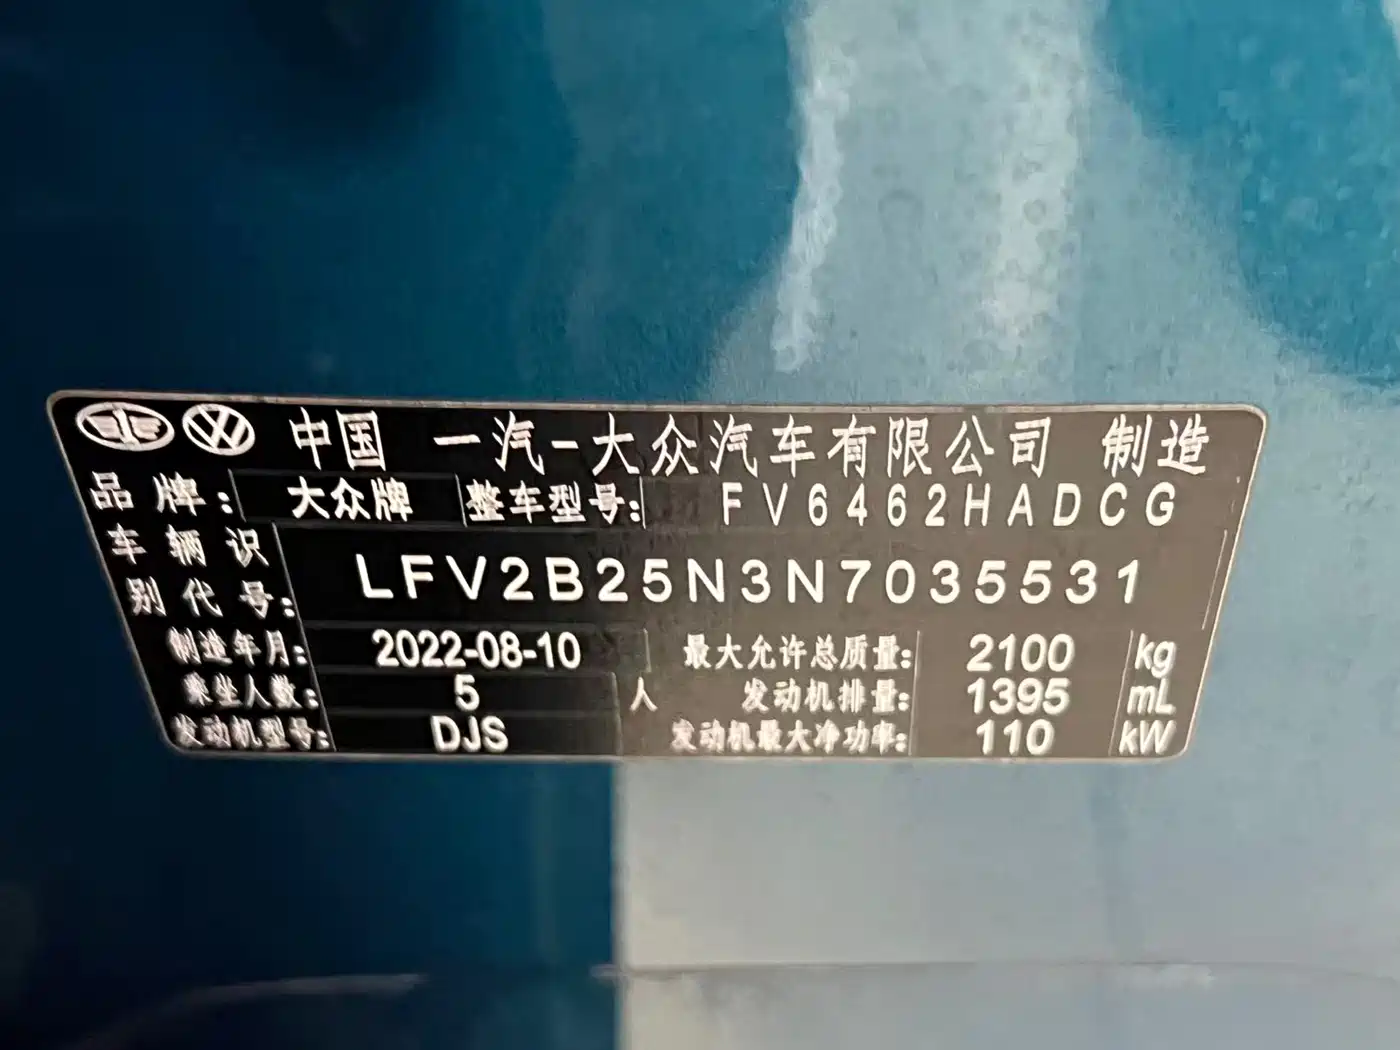 中国 一汽-大众汽车有限公司 制造
品牌: 大众牌 整车型号: FV6462HADCG
车辆识
别代号: LFV2B25N3N7035531
制造年月: 2022-08-10 最大允许总质量: 2100 kg
乘坐人数: 5 人 发动机排量: 1395 mL
发动机型号: DJS 发动机最大净功率: 110 kW